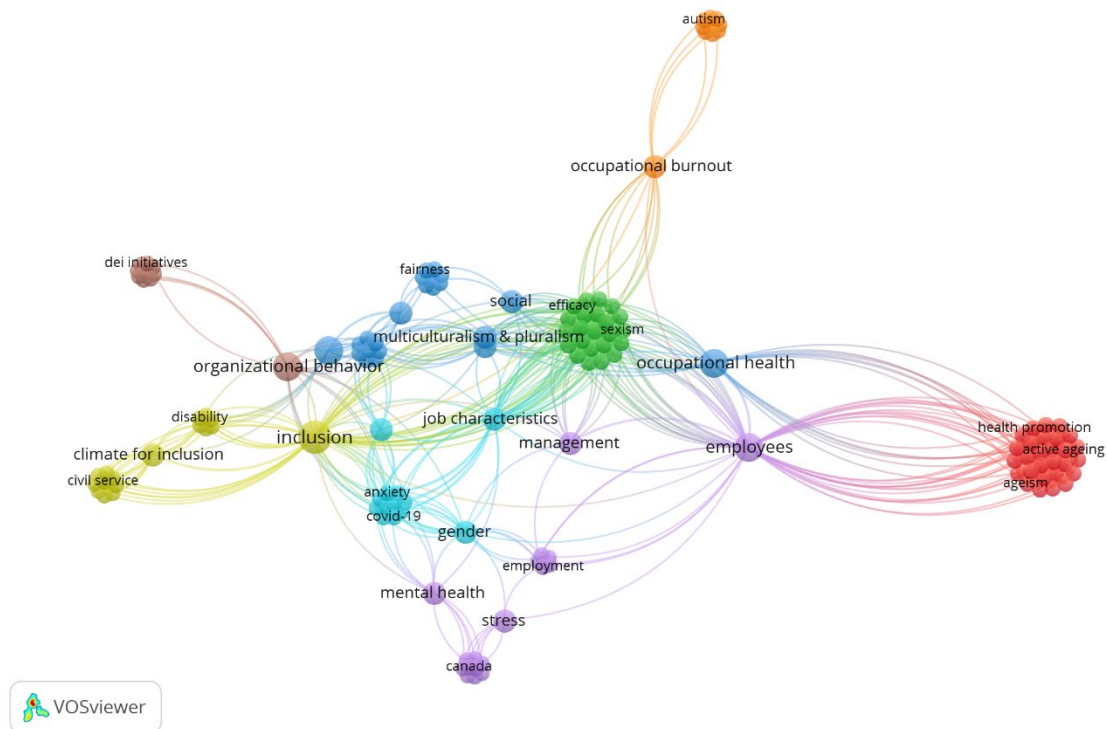 autism
occupational burnout
dei initiatives
fairness
social
efficacy
sexism
multiculturalism & pluralism
organizational behavior
occupational health
disability
job characteristics
inclusion
management
employees
health promotion
active ageing
ageism
climate for inclusion
civil service
anxiety
covid-19
gender
employment
mental health
stress
canada
VOSviewer